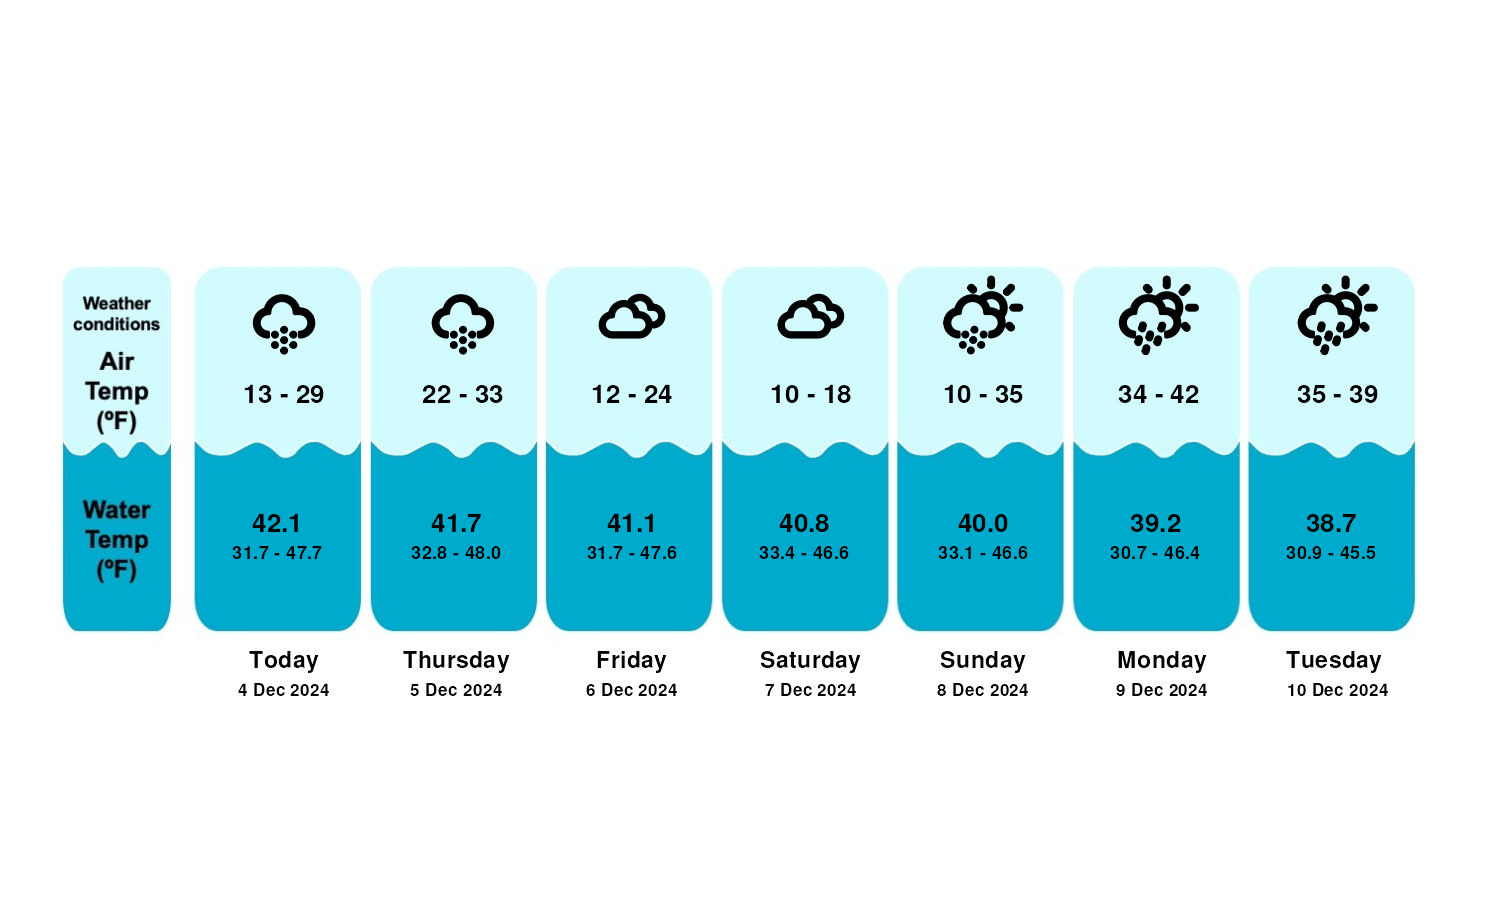 Weather
conditions
Air
Temp
(ºF)
Water
Temp
(ºF)
13 - 29
42.1
31.7 - 47.7
Today
4 Dec 2024
22 - 33
41.7
32.8 - 48.0
Thursday
5 Dec 2024
12 - 24
41.1
31.7 - 47.6
Friday
6 Dec 2024
10 - 18
40.8
33.4 - 46.6
Saturday
7 Dec 2024
10 - 35
40.0
33.1 - 46.6
Sunday
8 Dec 2024
34 - 42
39.2
30.7 - 46.4
Monday
9 Dec 2024
35 - 39
38.7
30.9 - 45.5
Tuesday
10 Dec 2024